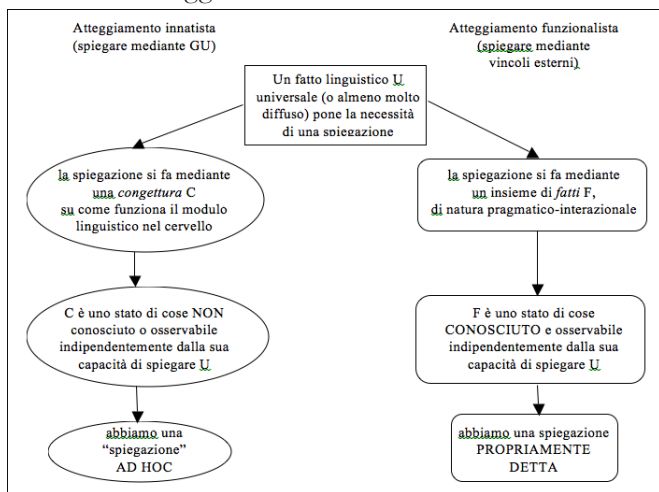 Atteggiamento innatista
(spiegare mediante GU)
Atteggiamento funzionalista
(spiegare mediante
vincoli esterni)
Un fatto linguistico U
universale (o almeno molto
diffuso) pone la necessità
di una spiegazione
la spiegazione si fa mediante
una congettura C
su come funziona il modulo
linguistico nel cervello
la spiegazione si fa mediante
un insieme di fatti F,
di natura pragmatico-interazionale
C è uno stato di cose NON
conosciuto o osservabile
indipendentemente dalla sua
capacità di spiegare U
F è uno stato di cose
CONOSCIUTO e osservabile
indipendentemente dalla sua
capacità di spiegare U
abbiamo una
“spiegazione”
AD HOC
abbiamo una spiegazione
PROPRIAMENTE
DETTA